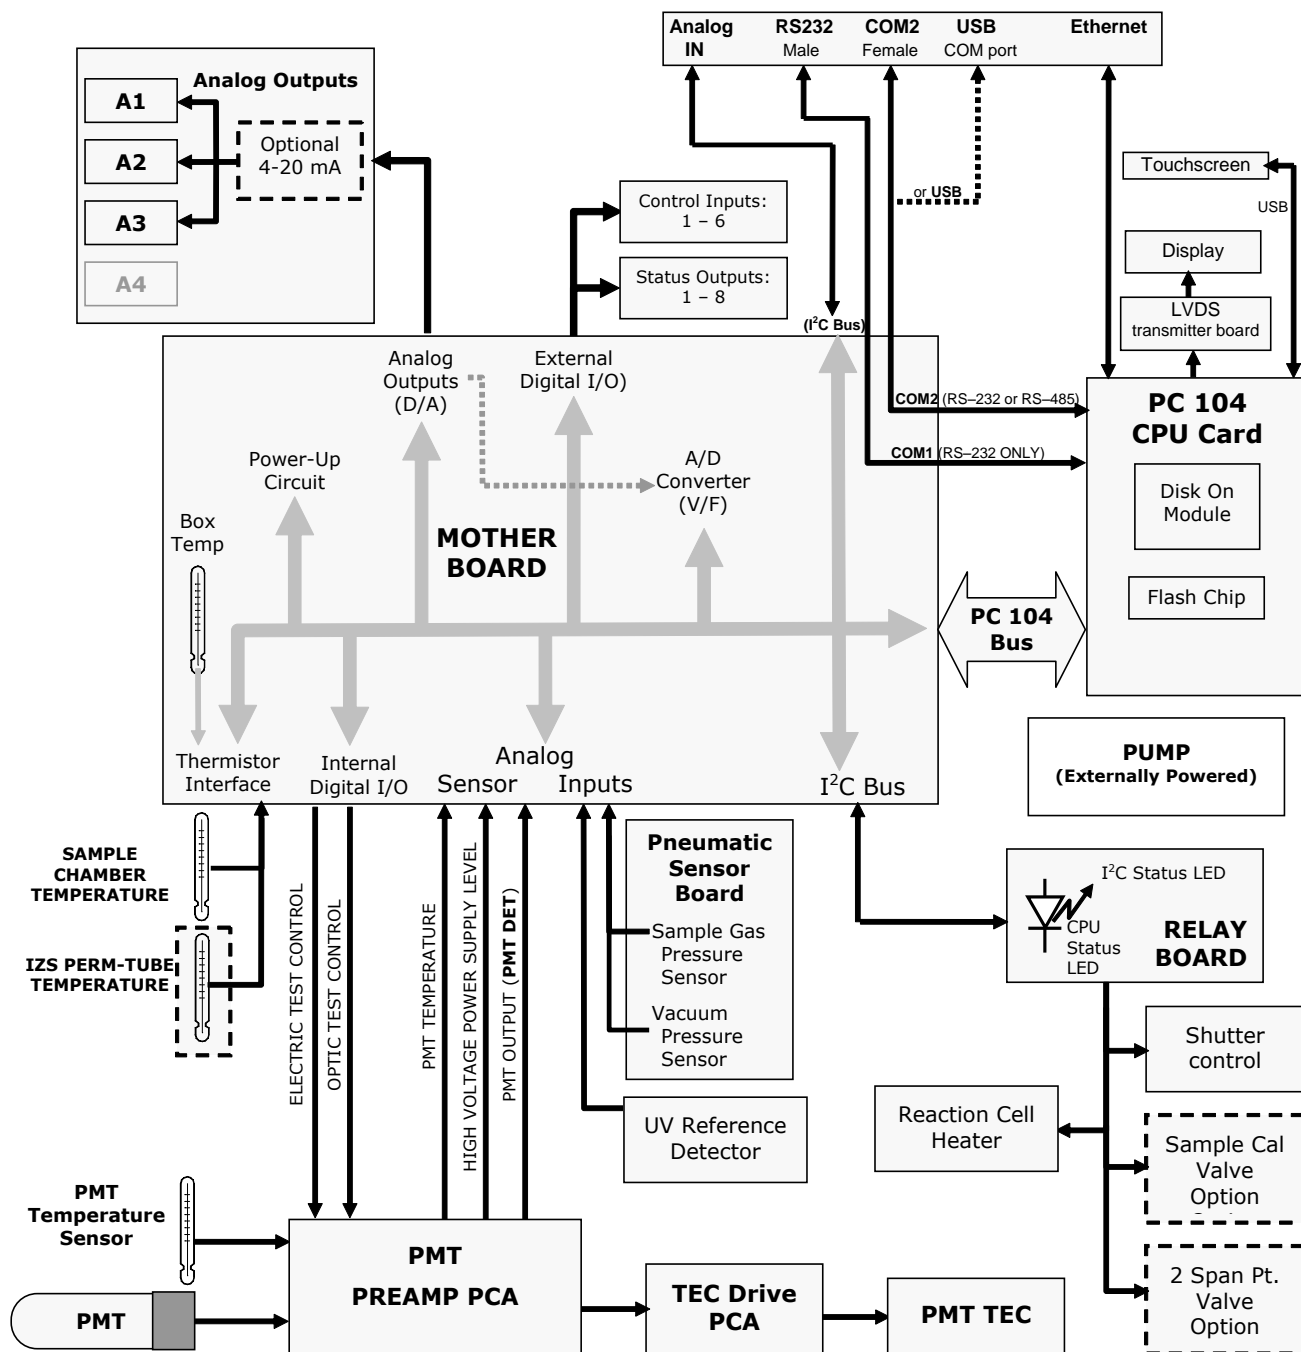 Analog IN
RS232 Male
COM2 Female
USB COM port
Ethernet
Analog Outputs
A1
A2
A3
A4
Optional
4-20 mA
Control Inputs:
1 – 6
Status Outputs:
1 – 8
or USB
Touchscreen
USB
Display
LVDS
transmitter board
(I²C Bus)
COM2 (RS–232 or RS–485)
COM1 (RS–232 ONLY)
PC 104
CPU Card
Disk On
Module
Flash Chip
Analog
Outputs
(D/A)
External
Digital I/O)
Power-Up
Circuit
A/D
Converter
(V/F)
Box
Temp
MOTHER
BOARD
PC 104
Bus
Thermistor
Interface
Internal
Digital I/O
Analog
Sensor Inputs
I²C Bus
PUMP
(Externally Powered)
SAMPLE
CHAMBER
TEMPERATURE
IZS PERM-TUBE
TEMPERATURE
ELECTRIC TEST CONTROL
OPTIC TEST CONTROL
PMT TEMPERATURE
HIGH VOLTAGE POWER SUPPLY LEVEL
PMT OUTPUT (PMT DET)
Pneumatic
Sensor
Board
Sample Gas
Pressure
Sensor
Vacuum
Pressure
Sensor
UV Reference
Detector
I²C Status LED
CPU
Status
LED
RELAY
BOARD
Shutter
control
Reaction Cell
Heater
Sample Cal
Valve
Option
2 Span Pt.
Valve
Option
PMT
Temperature
Sensor
PMT
PMT
PREAMP PCA
TEC Drive
PCA
PMT TEC